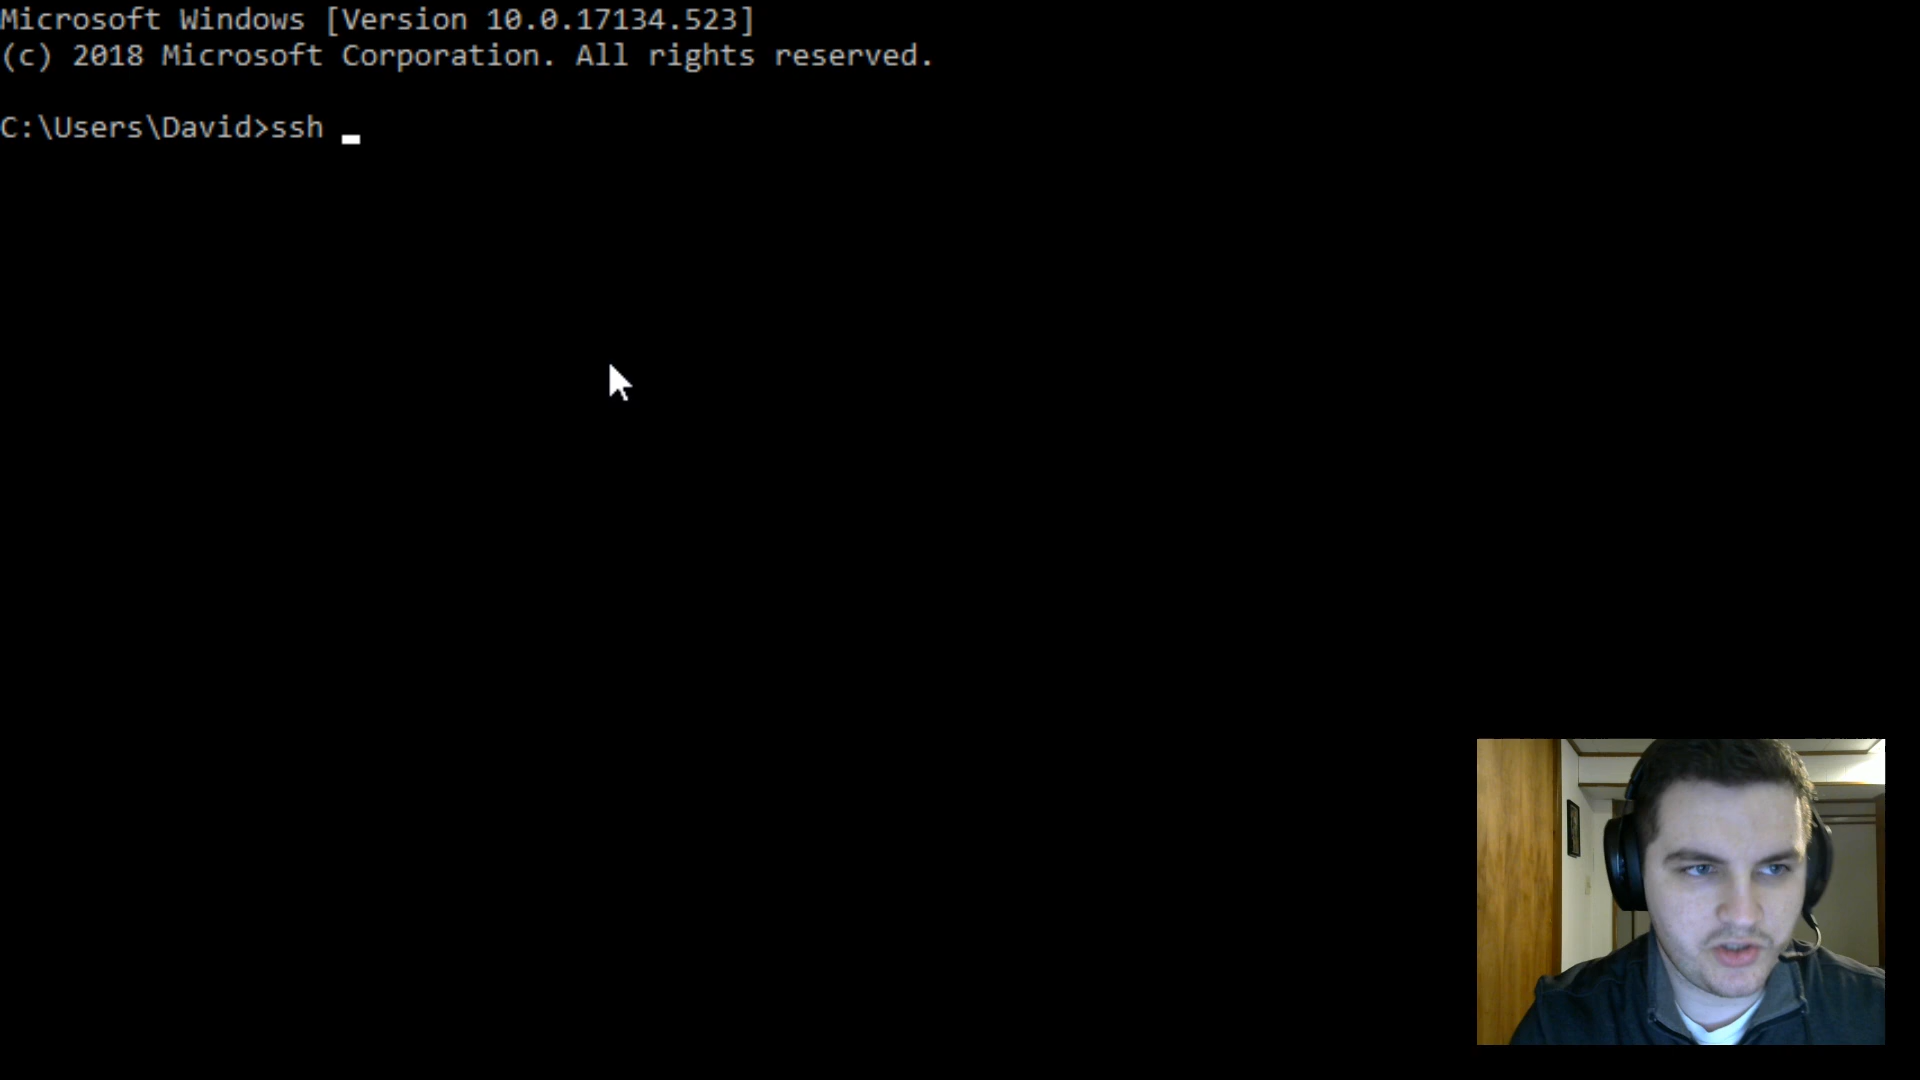 Microsoft Windows [Version 10.0.17134.523]
(c) 2018 Microsoft Corporation. All rights reserved.
C:\Users\David>ssh